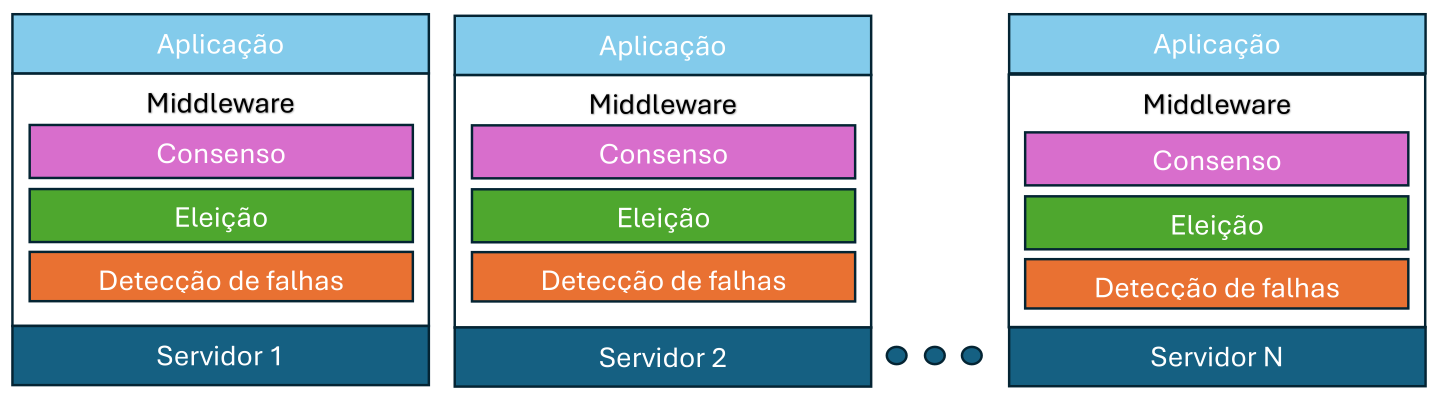 Aplicação
Middleware
Consenso
Eleição
Detecção de falhas
Servidor 1
Aplicação
Middleware
Consenso
Eleição
Detecção de falhas
Servidor 2
Aplicação
Middleware
Consenso
Eleição
Detecção de falhas
Servidor N